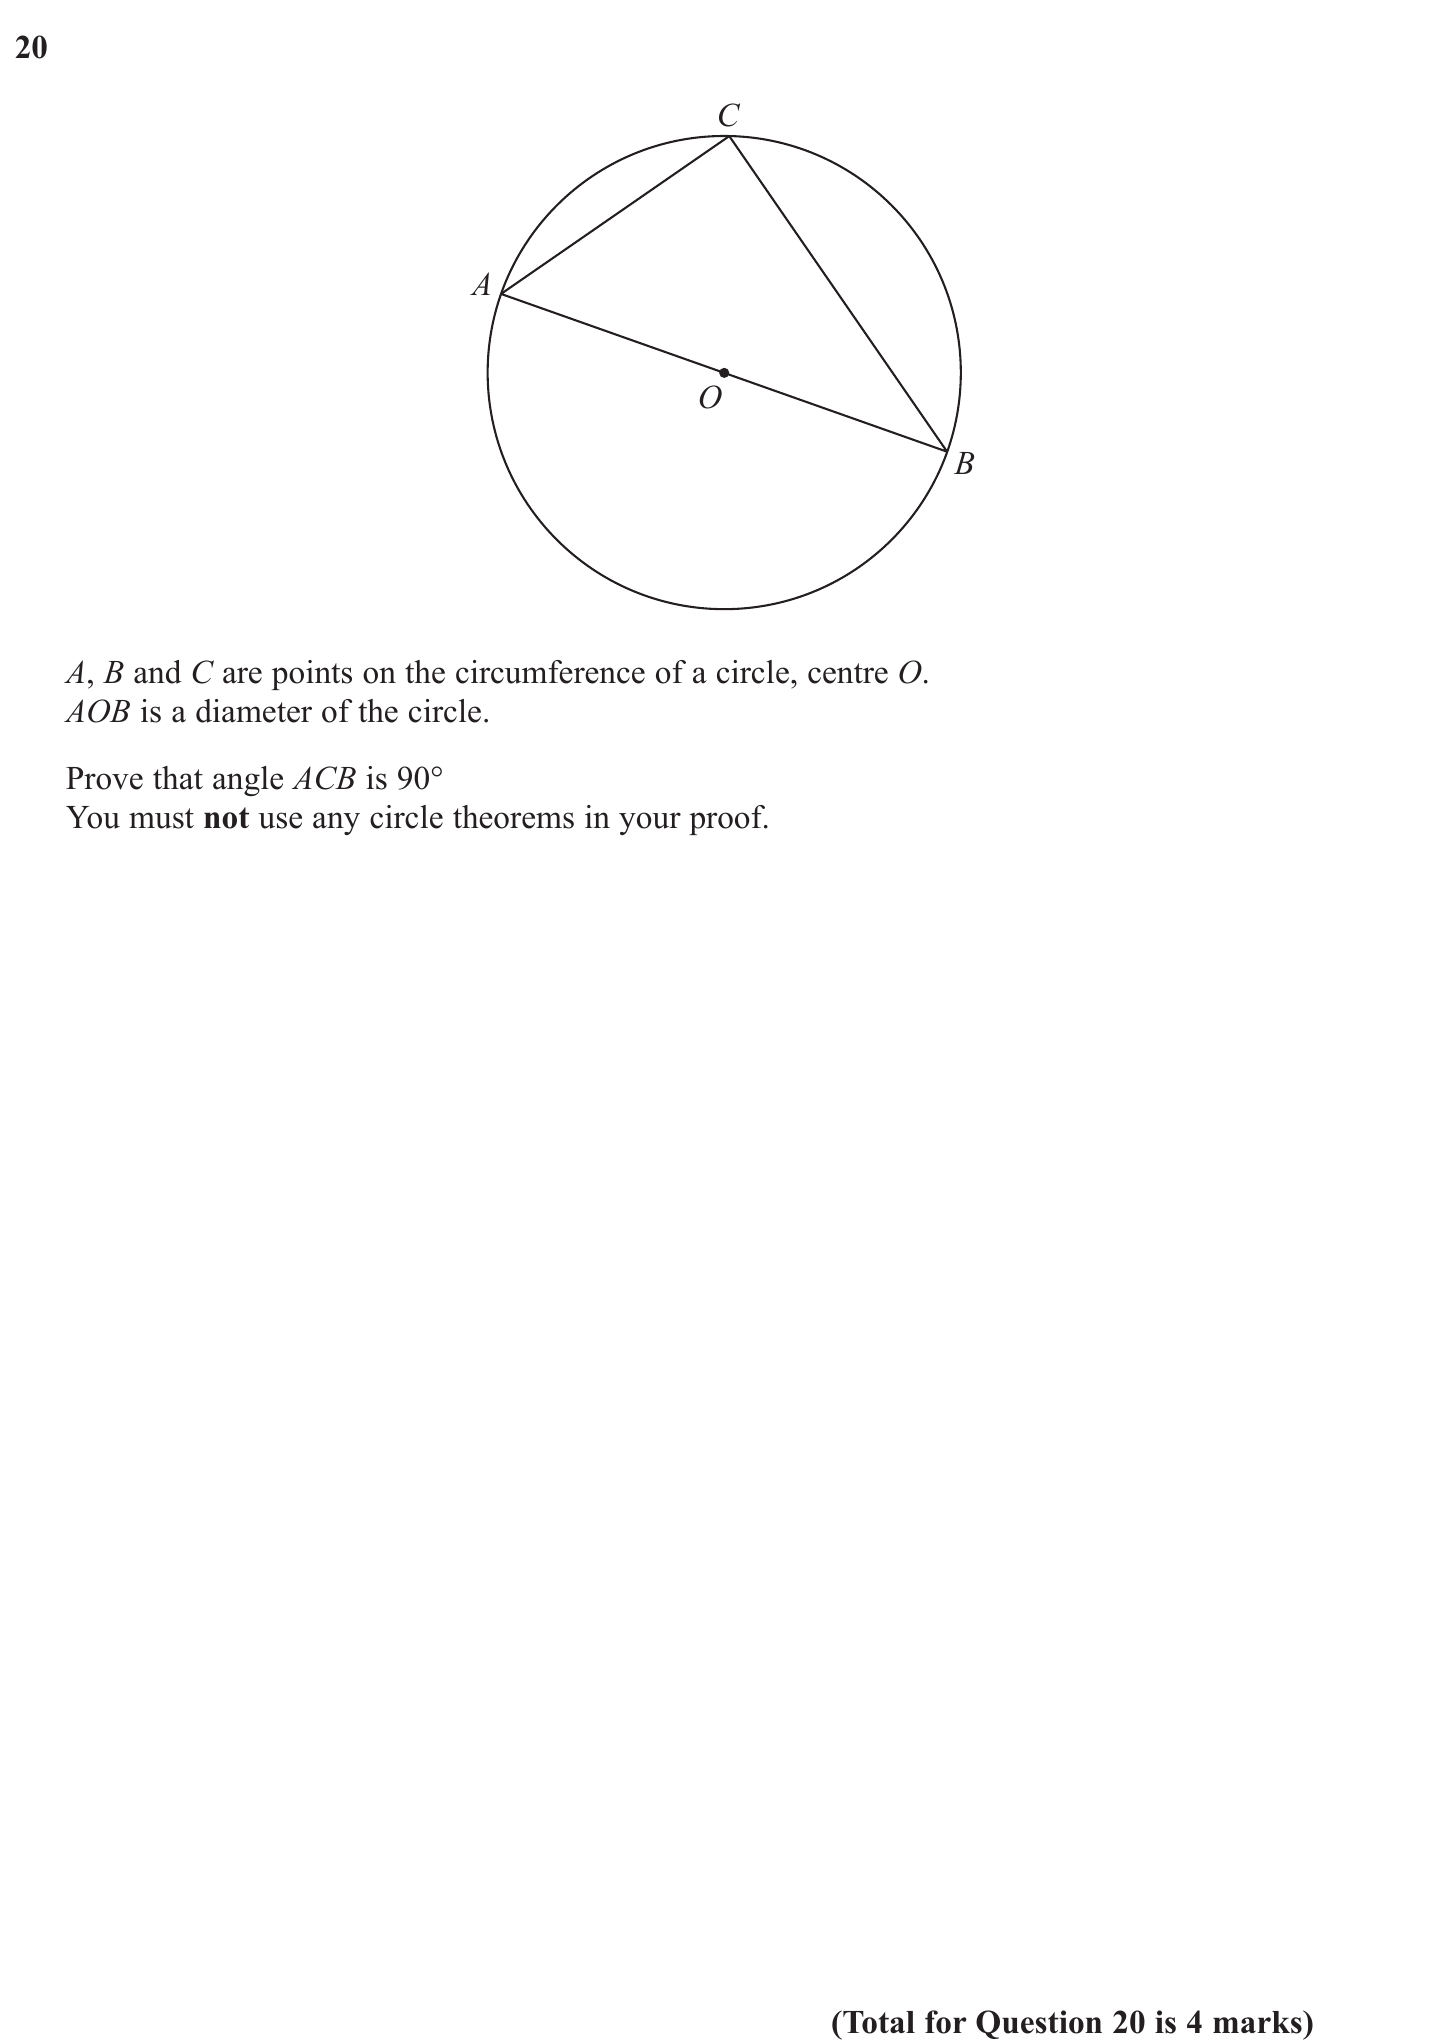 20
C
A
O
B
A, B and C are points on the circumference of a circle, centre O.
AOB is a diameter of the circle.
Prove that angle ACB is 90°
You must not use any circle theorems in your proof.
(Total for Question 20 is 4 marks)